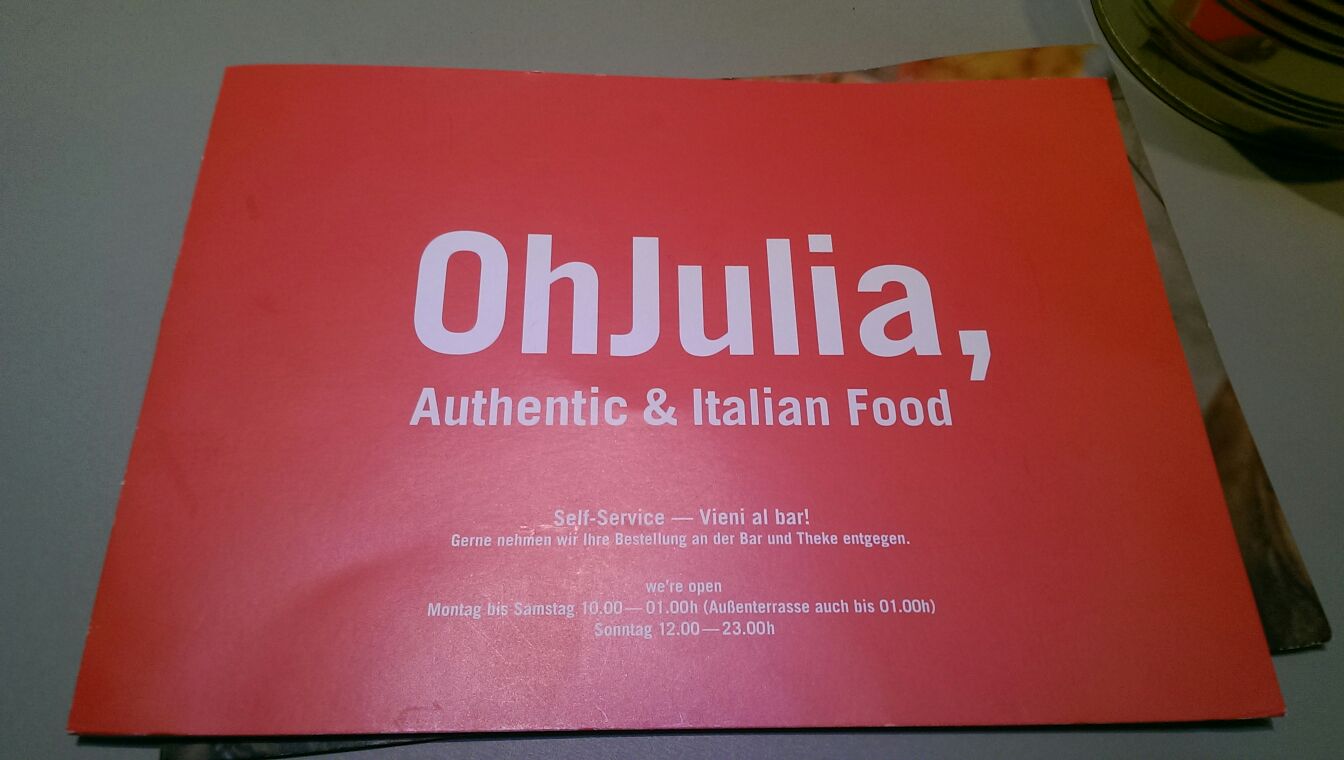 OhJulia,
Authentic & Italian Food
Self-Service — Vieni al bar!
Gerne nehmen wir Ihre Bestellung an der Bar und Theke entgegen.
we're open
Montag bis Samstag 10.00 — 01.00h (Außenterrasse auch bis 01.00h)
Sonntag 12.00 — 23.00h